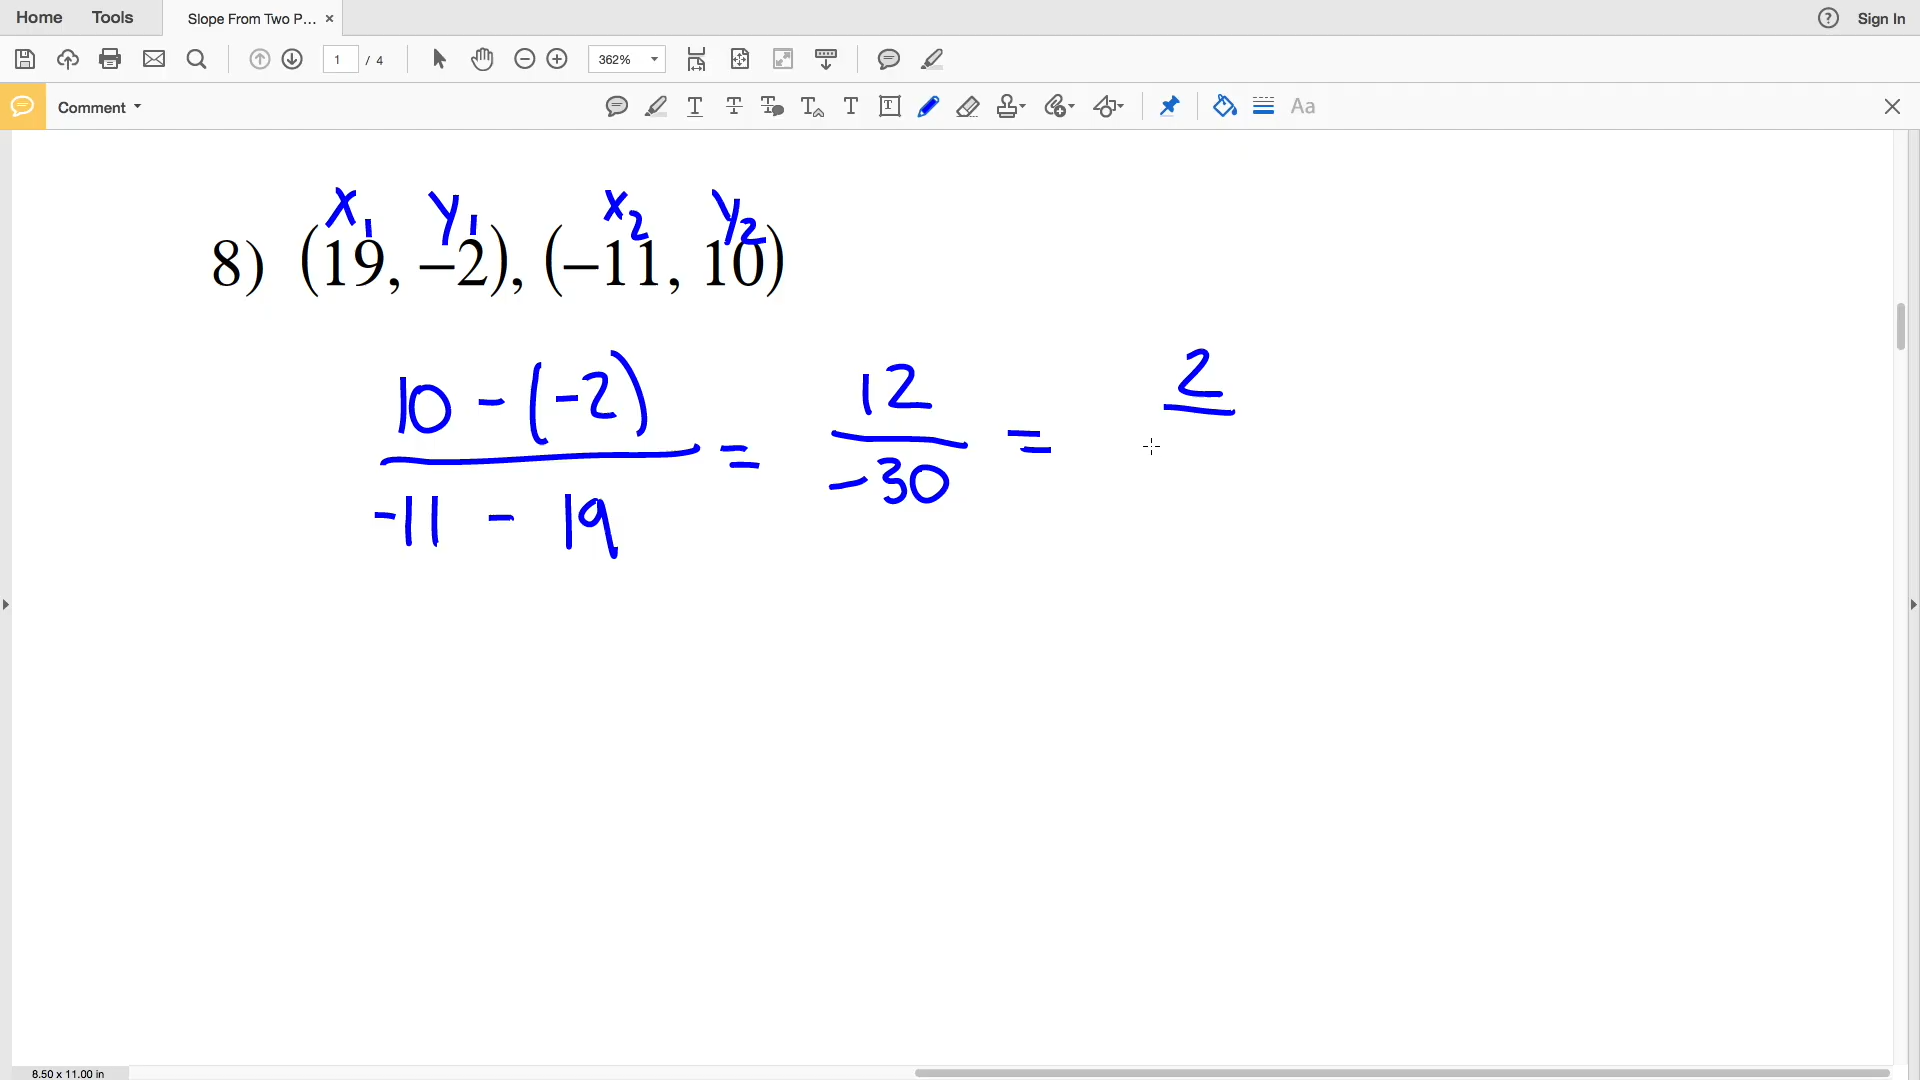 Home Tools Slope From Two P... × ? Sign In
1 / 4 362%
Comment T T T T T T Aa
x₁ y₁ x₂ y₂
8) (19, −2), (−11, 10)
10 - (-2) 12 2
= =
-11 - 19 -30
8.50 x 11.00 in